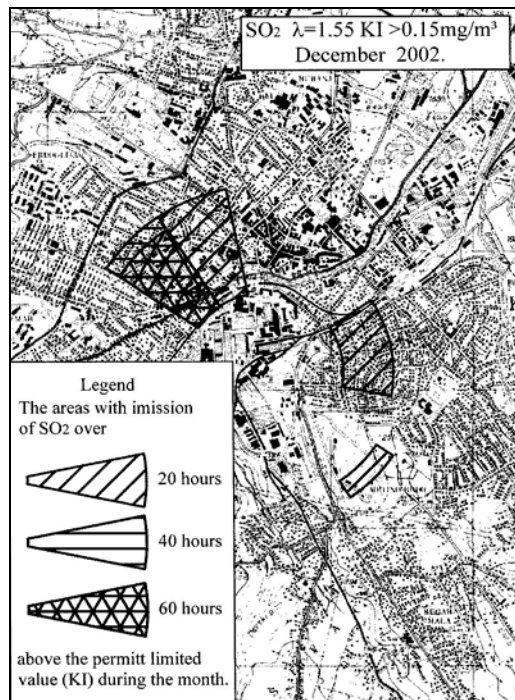 SO2 λ=1.55 KI >0.15mg/m³
December 2002.
Legend
The areas with imission
of SO2 over
20 hours
40 hours
60 hours
above the permitt limited
value (KI) during the month.